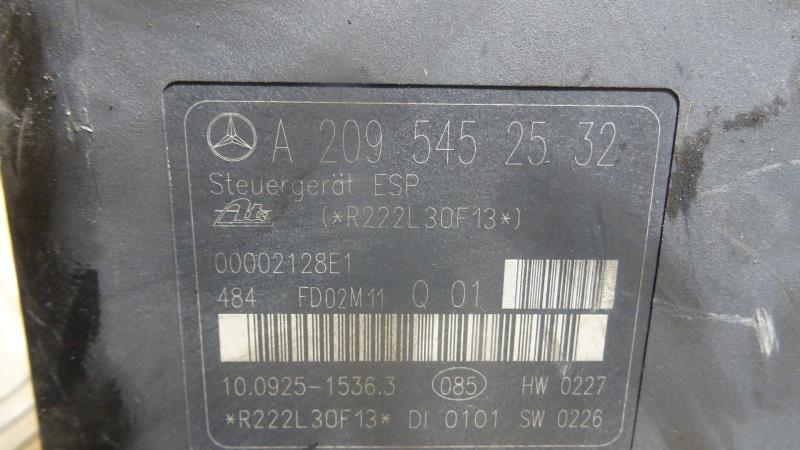 A 209 545 25 32
Steuergerät ESP
Ate (*R222L30F13*)
00002128E1
484 FD02M11 Q 01
10.0925-1536.3 085 HW 0227
*R222L30F13* DI 0101 SW 0226